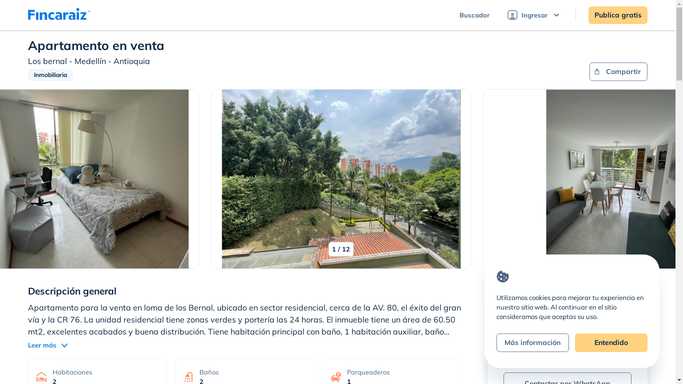 Fincaraiz
Buscador
Ingresar
Publica gratis
Apartamento en venta
Los bernal - Medellín - Antioquia
Inmobiliaria
Compartir
1 / 12
Descripción general
Apartamento para la venta en loma de los Bernal, ubicado en sector residencial, cerca de la AV. 80, el éxito del gran
vía y la CR 76. La unidad residencial tiene zonas verdes y portería las 24 horas. El inmueble tiene un área de 60.50
mt2, excelentes acabados y buena distribución. Tiene habitación principal con baño, 1 habitación auxiliar, baño...
Leer más
Habitaciones
2
Baños
2
Parqueaderos
1
Utilizamos cookies para mejorar tu experiencia en
nuestro sitio web. Al continuar en el sitio
consideramos que aceptas su uso.
Más información
Entendido
Contactar por WhatsApp